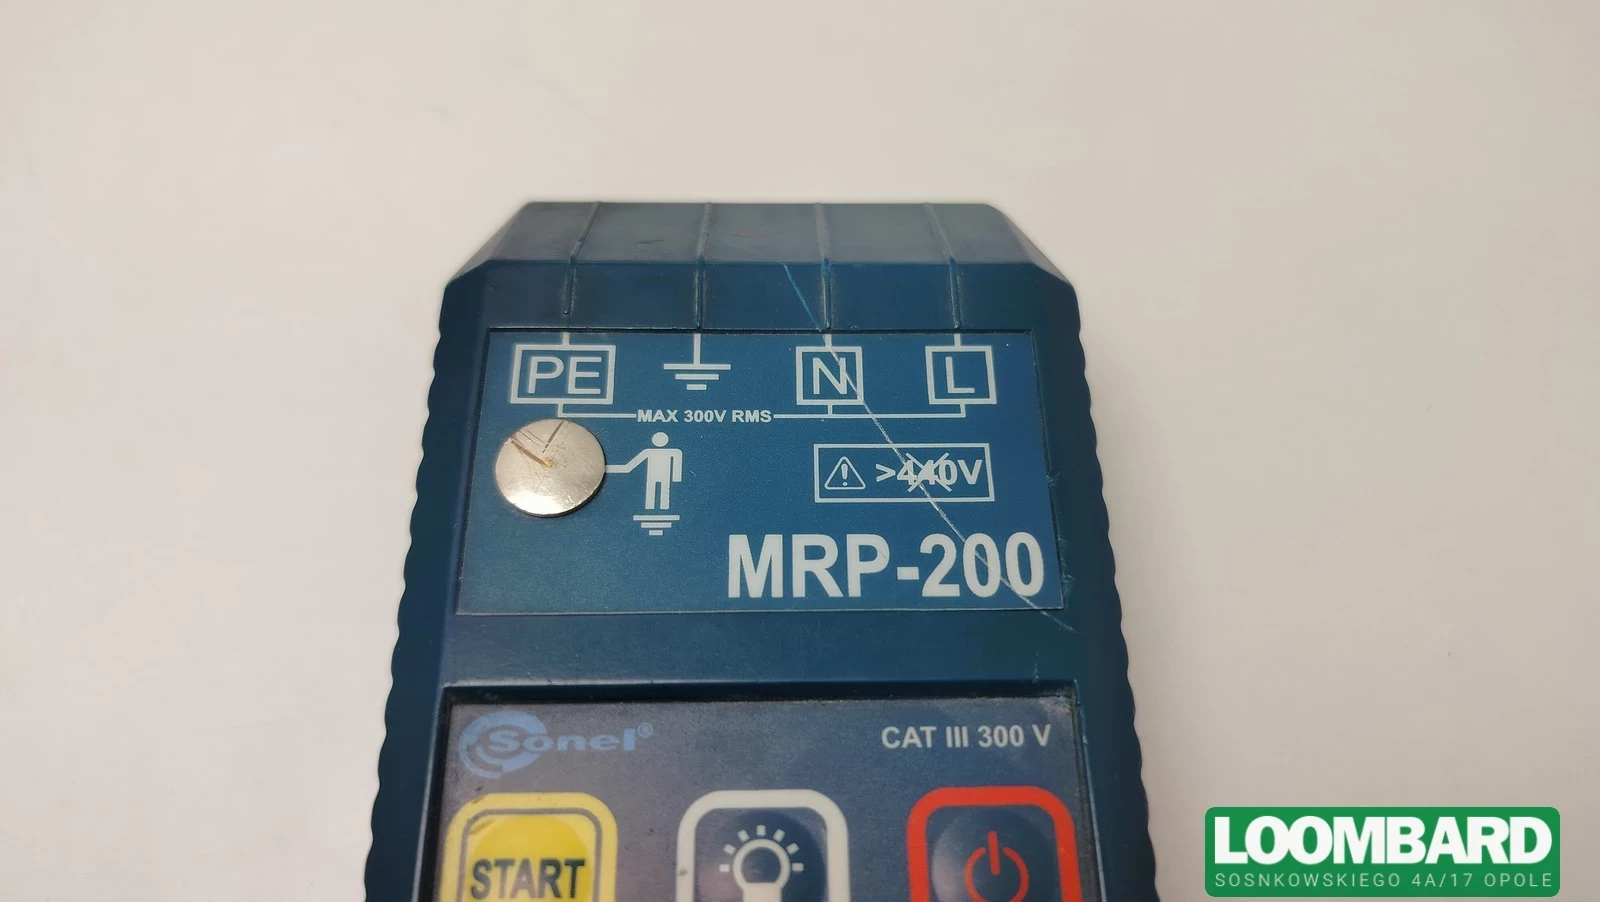 PE N L
MAX 300V RMS
>440V
MRP-200
Sonel®
CAT III 300 V
START
LOOMBARD
SOSNKOWSKIEGO 4A/17 OPOLE